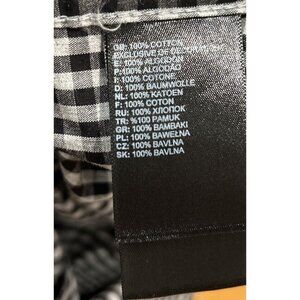 GB: 100% COTTON
EXCLUSIVE OF DECORATION
E: 100% ALGODÓN
P: 100% ALGODÃO
I: 100% COTONE
D: 100% BAUMWOLLE
NL: 100% KATOEN
F: 100% COTON
RU: 100% ХЛОПОК
TR: %100 PAMUK
GR: 100% BAMBAKI
PL: 100% BAWEŁNA
CZ: 100% BAVLNA
SK: 100% BAVLNA